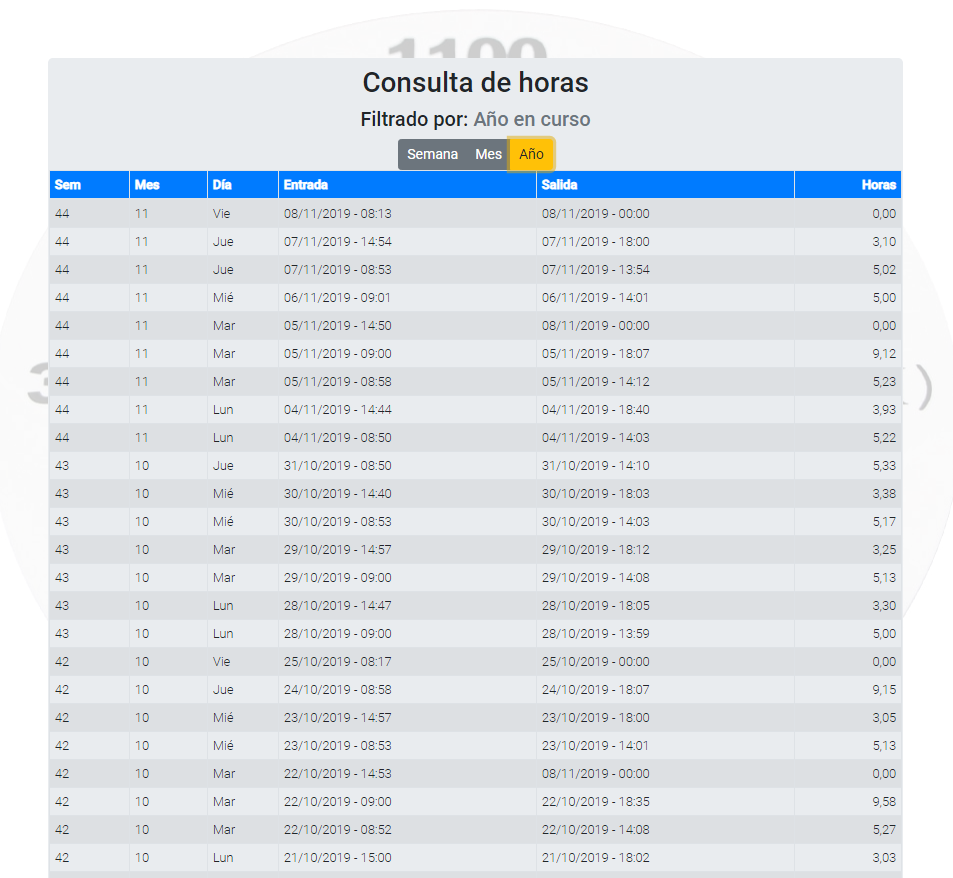 Consulta de horas
Filtrado por: Año en curso
Semana Mes Año
Sem Mes Día Entrada Salida Horas
44 11 Vie 08/11/2019 - 08:13 08/11/2019 - 00:00 0,00
44 11 Jue 07/11/2019 - 14:54 07/11/2019 - 18:00 3,10
44 11 Jue 07/11/2019 - 08:53 07/11/2019 - 13:54 5,02
44 11 Mié 06/11/2019 - 09:01 06/11/2019 - 14:01 5,00
44 11 Mar 05/11/2019 - 14:50 08/11/2019 - 00:00 0,00
44 11 Mar 05/11/2019 - 09:00 05/11/2019 - 18:07 9,12
44 11 Mar 05/11/2019 - 08:58 05/11/2019 - 14:12 5,23
44 11 Lun 04/11/2019 - 14:44 04/11/2019 - 18:40 3,93
44 11 Lun 04/11/2019 - 08:50 04/11/2019 - 14:03 5,22
43 10 Jue 31/10/2019 - 08:50 31/10/2019 - 14:10 5,33
43 10 Mié 30/10/2019 - 14:40 30/10/2019 - 18:03 3,38
43 10 Mié 30/10/2019 - 08:53 30/10/2019 - 14:03 5,17
43 10 Mar 29/10/2019 - 14:57 29/10/2019 - 18:12 3,25
43 10 Mar 29/10/2019 - 09:00 29/10/2019 - 14:08 5,13
43 10 Lun 28/10/2019 - 14:47 28/10/2019 - 18:05 3,30
43 10 Lun 28/10/2019 - 09:00 28/10/2019 - 13:59 5,00
42 10 Vie 25/10/2019 - 08:17 25/10/2019 - 00:00 0,00
42 10 Jue 24/10/2019 - 08:58 24/10/2019 - 18:07 9,15
42 10 Mié 23/10/2019 - 14:57 23/10/2019 - 18:00 3,05
42 10 Mié 23/10/2019 - 08:53 23/10/2019 - 14:01 5,13
42 10 Mar 22/10/2019 - 14:53 08/11/2019 - 00:00 0,00
42 10 Mar 22/10/2019 - 09:00 22/10/2019 - 18:35 9,58
42 10 Mar 22/10/2019 - 08:52 22/10/2019 - 14:08 5,27
42 10 Lun 21/10/2019 - 15:00 21/10/2019 - 18:02 3,03